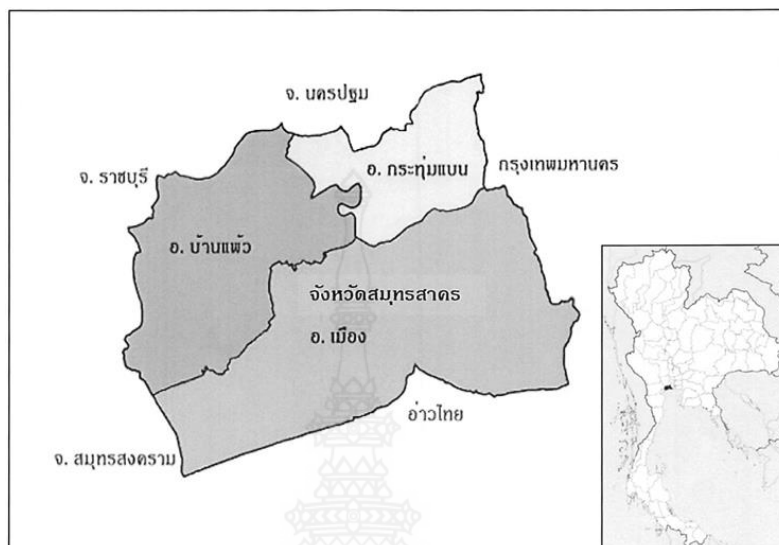 จ. นครปฐม
อ. กระทุ่มแบน
กรุงเทพมหานคร
จ. ราชบุรี
อ. บ้านแพ้ว
จังหวัดสมุทรสาคร
อ. เมือง
อ่าวไทย
จ. สมุทรสงคราม